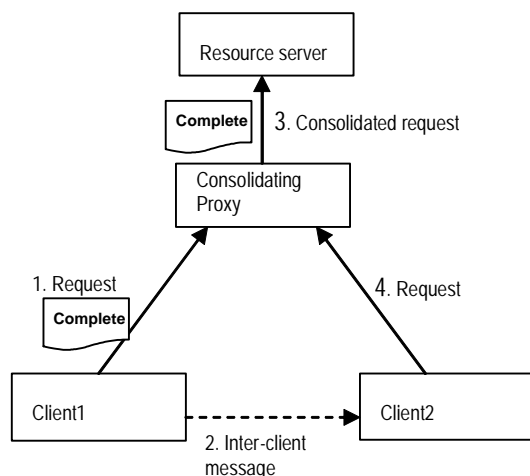 Resource server
Complete
3. Consolidated request
Consolidating
Proxy
1. Request
4. Request
Complete
Client1
Client2
2. Inter-client
message